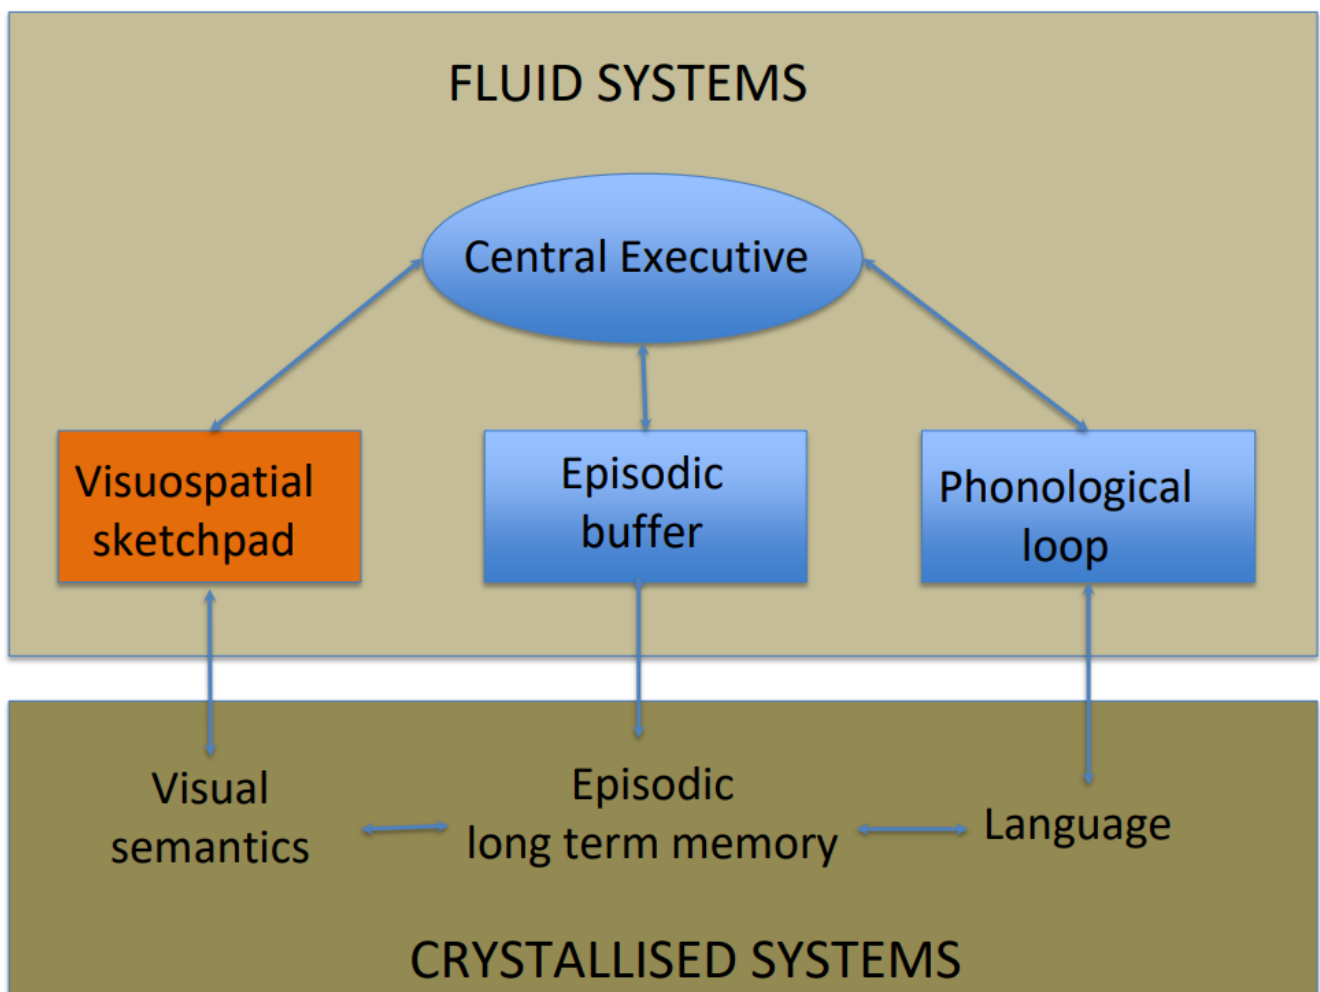 FLUID SYSTEMS
Central Executive
Visuospatial
sketchpad
Episodic
buffer
Phonological
loop
Visual
semantics
Episodic
long term memory
Language
CRYSTALLISED SYSTEMS